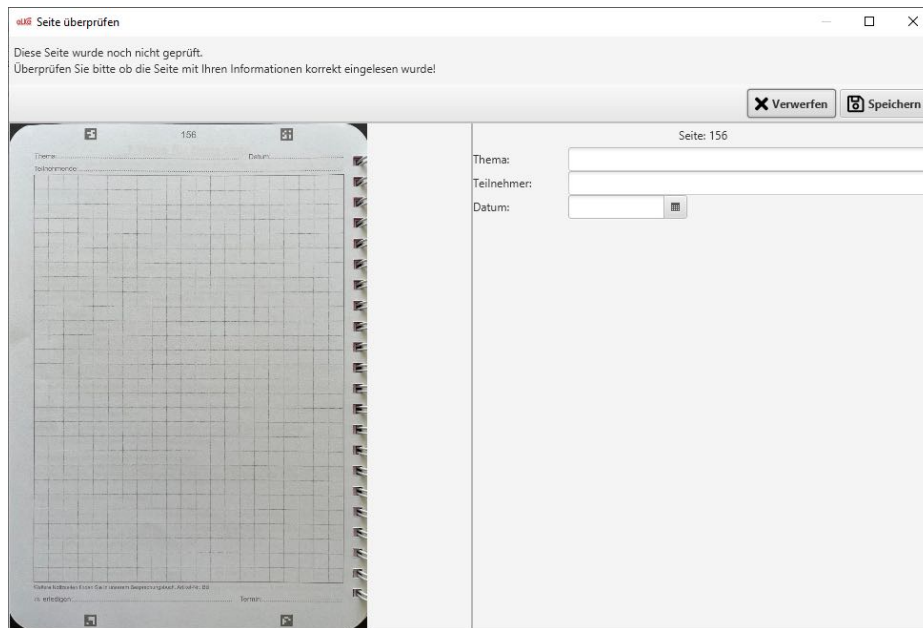 oLKG Seite überprüfen
Diese Seite wurde noch nicht geprüft.
Überprüfen Sie bitte ob die Seite mit Ihren Informationen korrekt eingelesen wurde!
Verwerfen Speichern
156
Thema: Datum:
Teilnehmende:
erledigen: Termin:
Seite: 156
Thema:
Teilnehmer:
Datum: